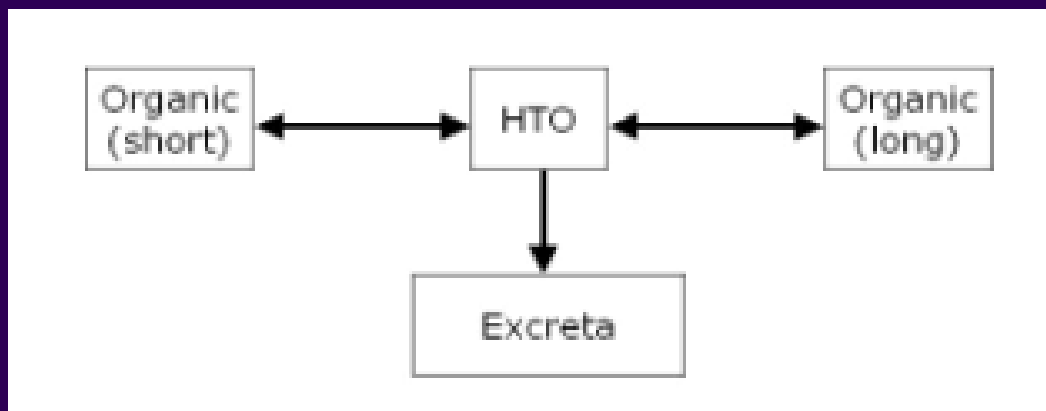 Organic
(short)
HTO
Organic
(long)
Excreta